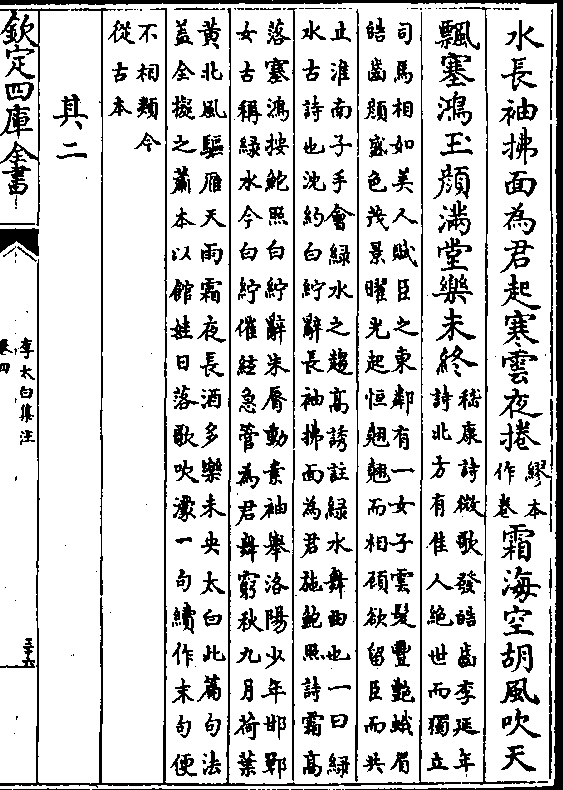 水長袖拂面為君起寒雲夜捲
繆本
作卷
霜海空胡風吹天
飄塞鴻玉顔滿堂樂未終
嵇康詩微歌發皓齒李延年
詩北方有佳人絶世而獨立
司馬相如美人賦臣之東鄰有一女子雲髮豐艶蛾眉
皓齒顔盛色茂景曜光起恒翹翹而相顧欲留臣而共
止淮南子手會緑水之趨髙誘註緑水舞曲也一曰緑
水古詩也沈約白紵辭長袖拂面為君施鮑照詩霜髙
落塞鴻按鮑照白紵辭朱脣動素袖舉洛陽少年邯鄲
女古稱緑水今白紵催絃急管為君舞窮秋九月荷葉
黄北風驅雁天雨霜夜長酒多樂未央太白此篇句法
蓋全擬之蕭本以館娃日落歌吹濛一句續作末句便
不相類今
從古本
其二
欽定四庫全書
李太白集注
卷四
三十六